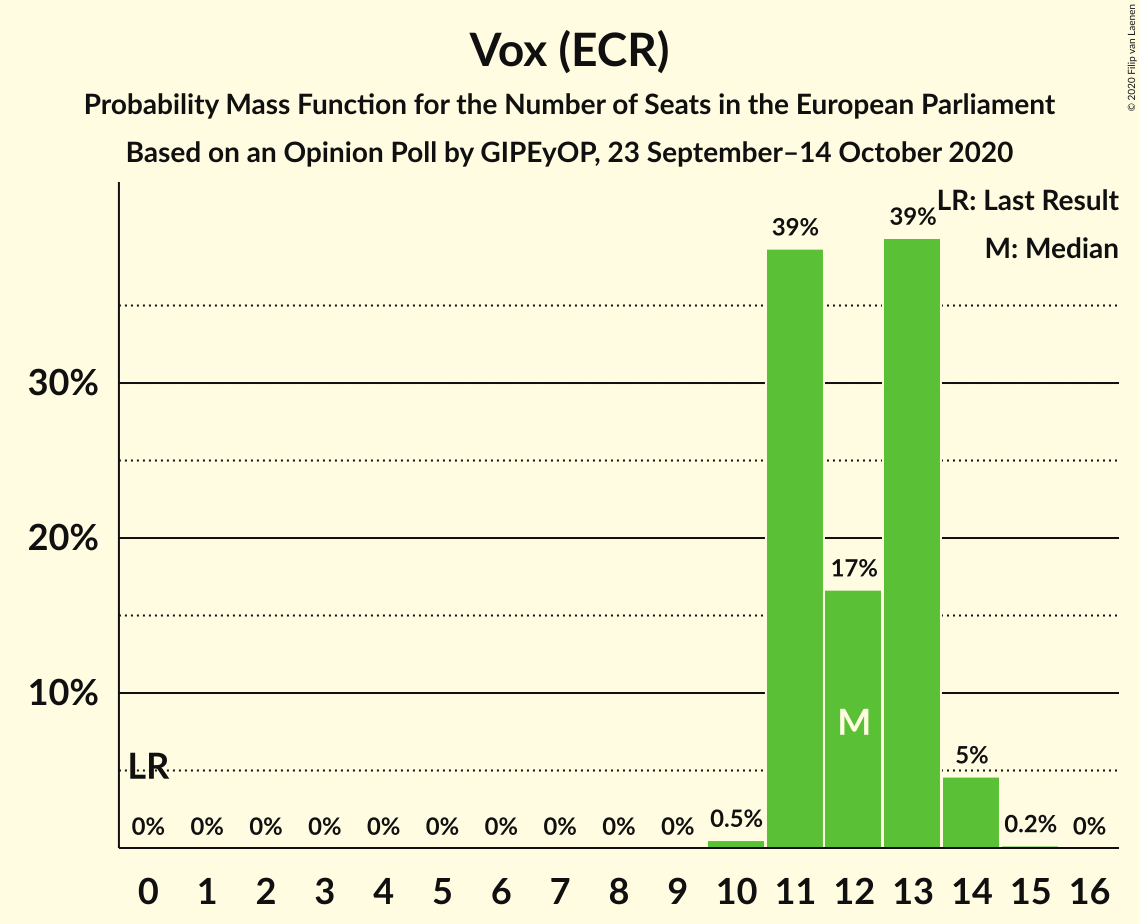 Vox (ECR)
Probability Mass Function for the Number of Seats in the European Parliament
Based on an Opinion Poll by GIPEyOP, 23 September–14 October 2020
© 2020 Filip van Laenen
LR: Last Result
M: Median
39%
39%
30%
20%
17%
10%
M
LR
5%
0%
0%
0%
0%
0%
0%
0%
0%
0%
0%
0.5%
0.2%
0%
0 1 2 3 4 5 6 7 8 9 10 11 12 13 14 15 16